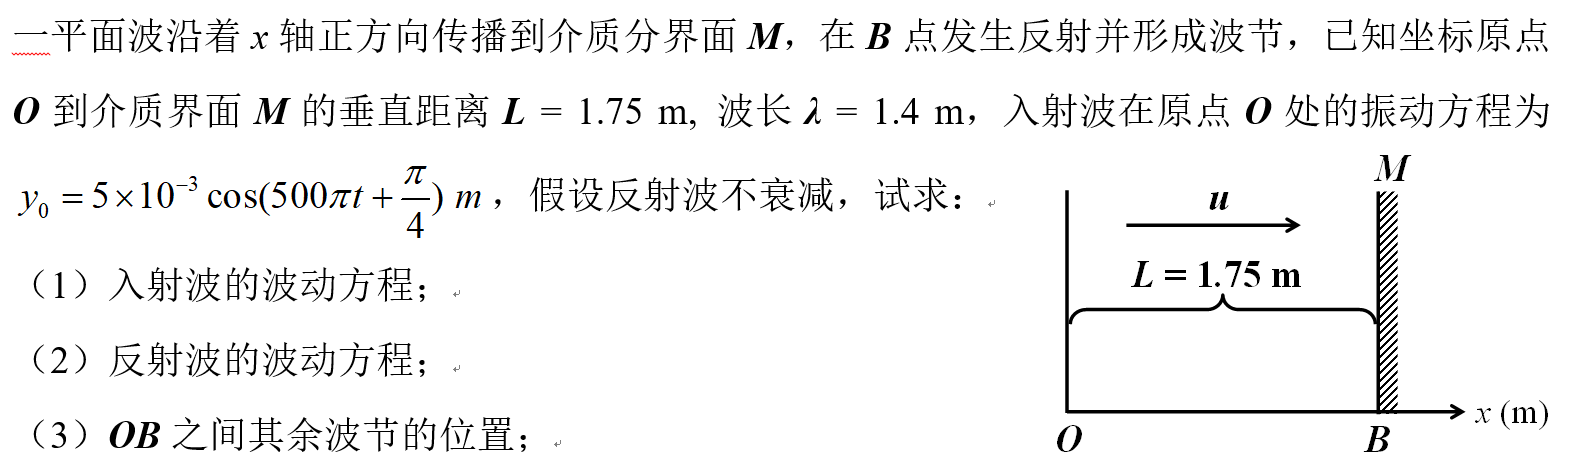 一平面波沿着 x 轴正方向传播到介质分界面 M，在 B 点发生反射并形成波节，已知坐标原点
O 到介质界面 M 的垂直距离 L = 1.75 m, 波长 λ = 1.4 m，入射波在原点 O 处的振动方程为
y₀ = 5×10⁻³ cos(500πt + π/4) m，假设反射波不衰减，试求：
（1）入射波的波动方程；
（2）反射波的波动方程；
（3）OB 之间其余波节的位置；
M
u
L = 1.75 m
x (m)
O B